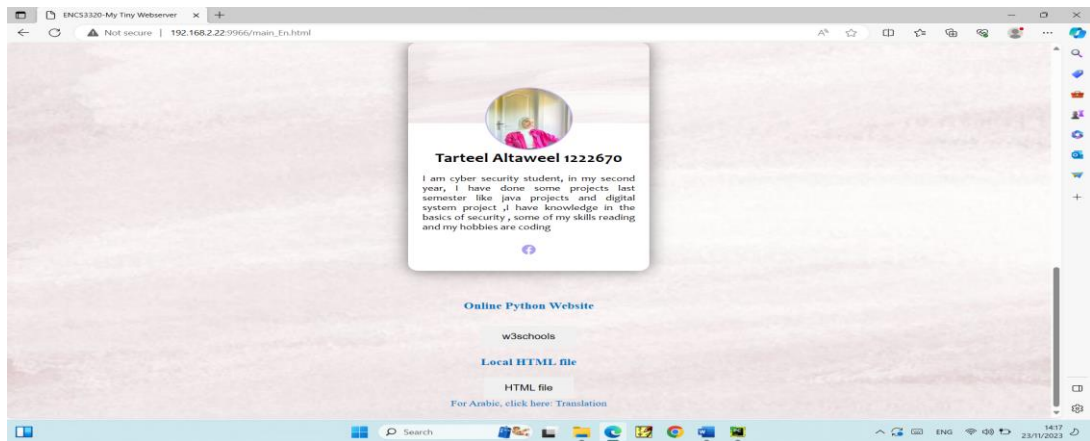 ENCS3320-My Tiny Webserver
Not secure | 192.168.2.22:9966/main_En.html
Tarteel Altaweel 1222670
I am cyber security student, in my second
year, I have done some projects last
semester like java projects and digital
system project ,I have knowledge in the
basics of security , some of my skills reading
and my hobbies are coding
Online Python Website
w3schools
Local HTML file
HTML file
For Arabic, click here: Translation
Search
ENG
14:17
23/11/2023